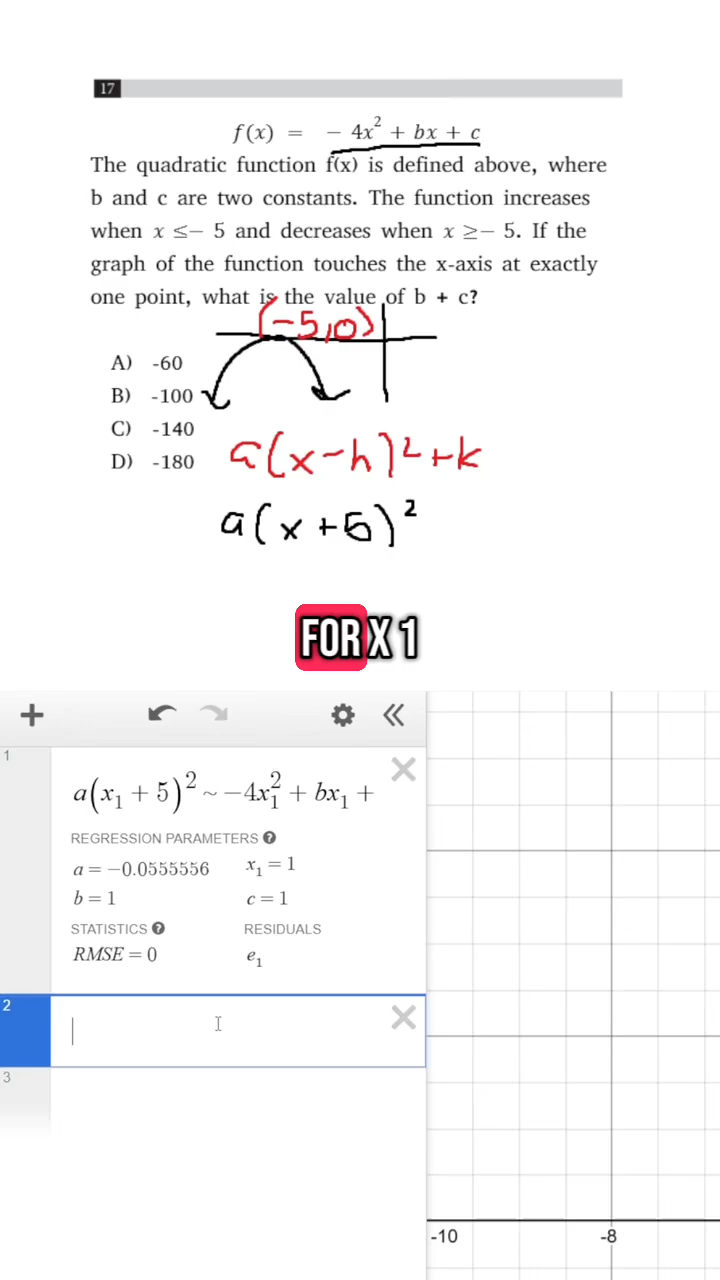 17
f(x) = − 4x² + bx + c
The quadratic function f(x) is defined above, where
b and c are two constants. The function increases
when x ≤− 5 and decreases when x ≥− 5. If the
graph of the function touches the x-axis at exactly
one point, what is the value of b + c?
(-5,0)
A) -60
B) -100
C) -140
D) -180
a(x-h)²+k
a(x+5)²
FOR X 1
1
a(x₁ + 5)² ~ −4x₁² + bx₁ +
REGRESSION PARAMETERS ?
a = −0.0555556 x₁ = 1
b = 1 c = 1
STATISTICS ? RESIDUALS
RMSE = 0 e₁
2
3
-10 -8